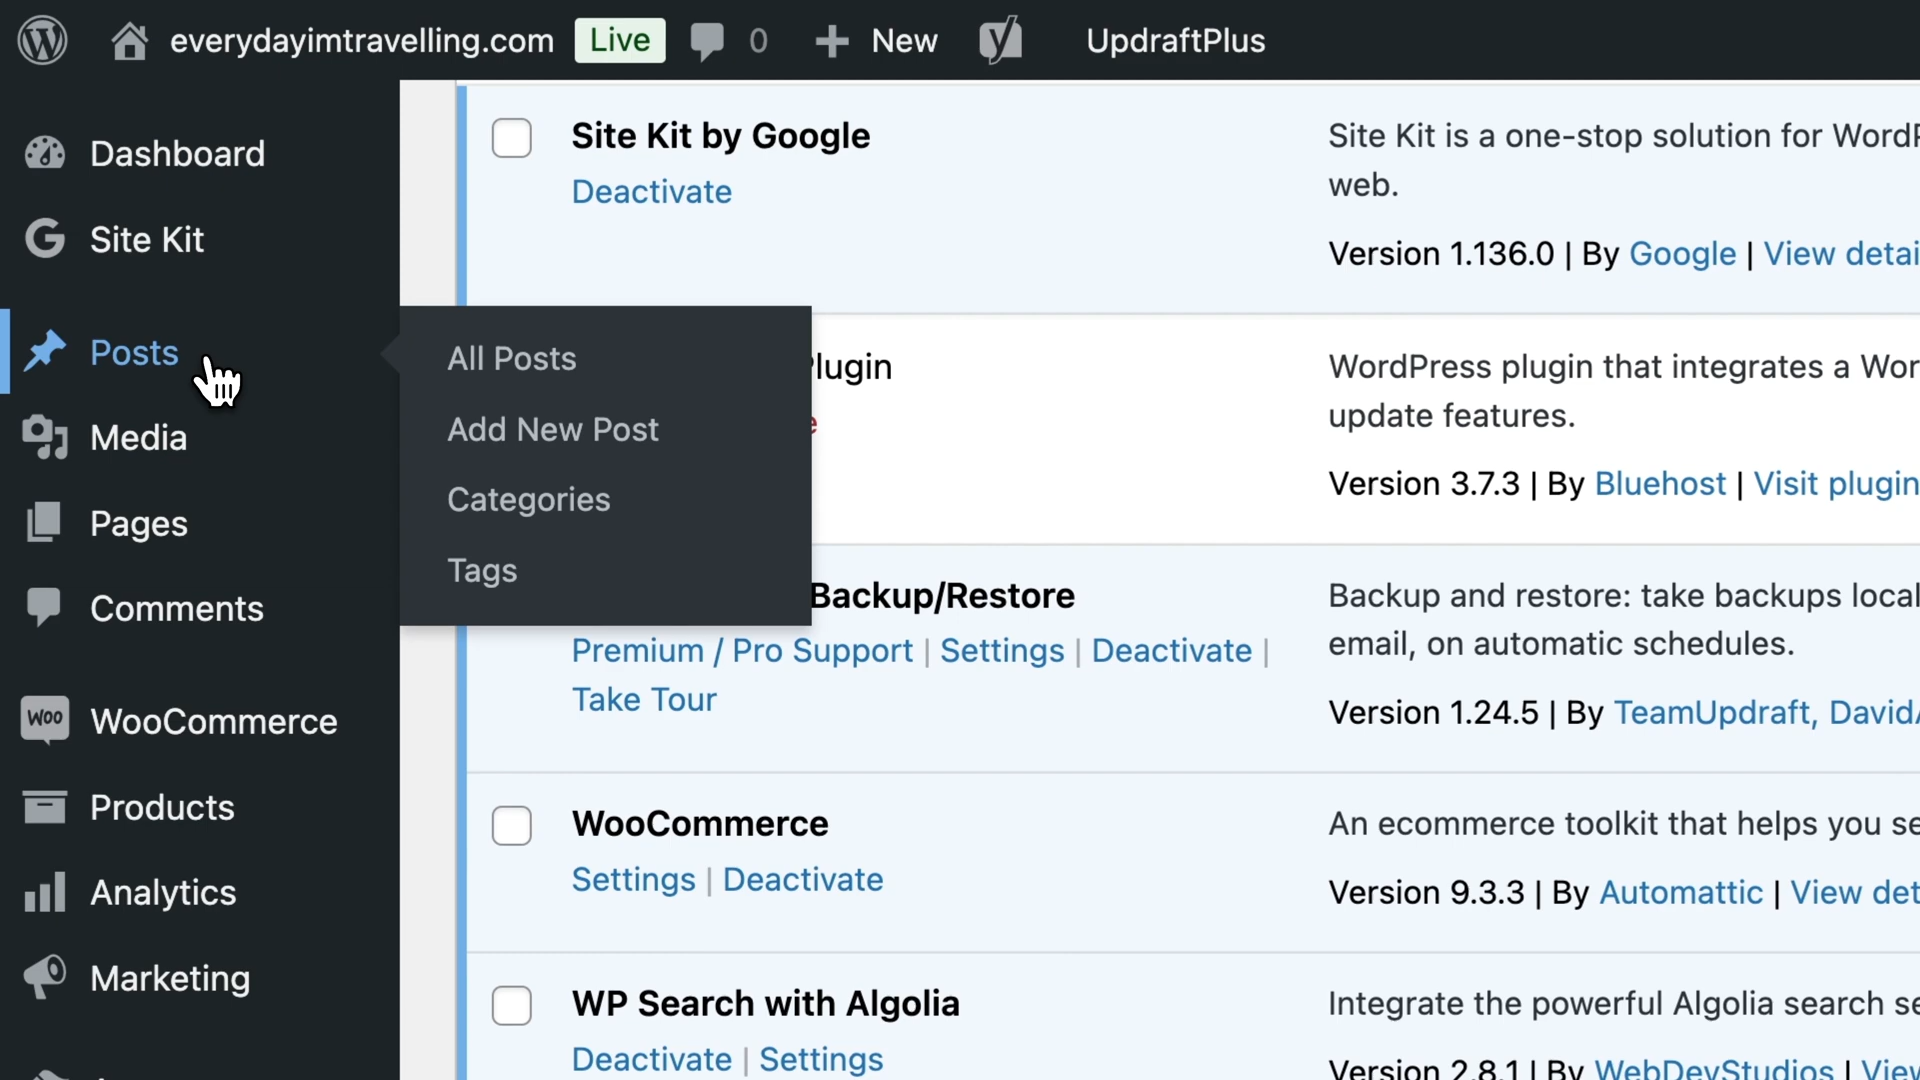 everydayimtravelling.com Live 0 New UpdraftPlus
Dashboard
Site Kit
Posts
Media
Pages
Comments
Woo WooCommerce
Products
Analytics
Marketing
All Posts
Add New Post
Categories
Tags
Site Kit by Google
Deactivate
Site Kit is a one-stop solution for WordP
web.
Version 1.136.0 | By Google | View detai
lugin
WordPress plugin that integrates a Wor
update features.
Version 3.7.3 | By Bluehost | Visit plugin
Backup/Restore
Premium / Pro Support | Settings | Deactivate |
Take Tour
Backup and restore: take backups local
email, on automatic schedules.
Version 1.24.5 | By TeamUpdraft, DavidA
WooCommerce
Settings | Deactivate
An ecommerce toolkit that helps you se
Version 9.3.3 | By Automattic | View det
WP Search with Algolia
Deactivate | Settings
Integrate the powerful Algolia search se
Version 2.8.1 | By WebDevStudios | View